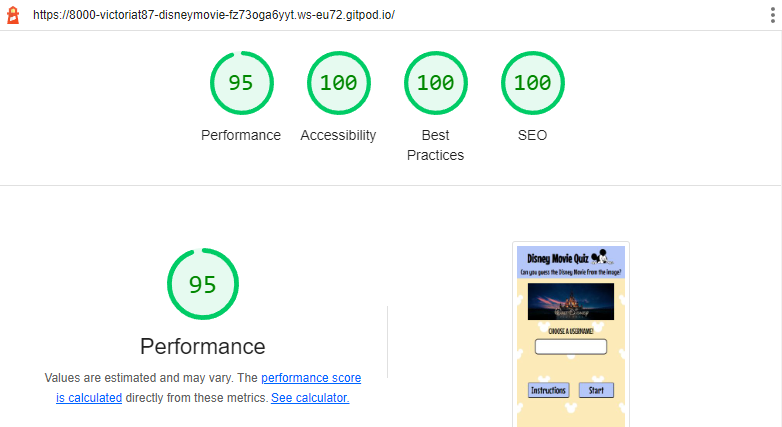 https://8000-victoriat87-disneymovie-fz73oga6yyt.ws-eu72.gitpod.io/
95
100
100
100
Performance
Accessibility
Best
Practices
SEO
95
Performance
Values are estimated and may vary. The performance score
is calculated directly from these metrics. See calculator.
Disney Movie Quiz
Can you guess the Disney Movie from the image?
WALT DISNEY
CHOOSE A USERNAME!
Instructions
Start